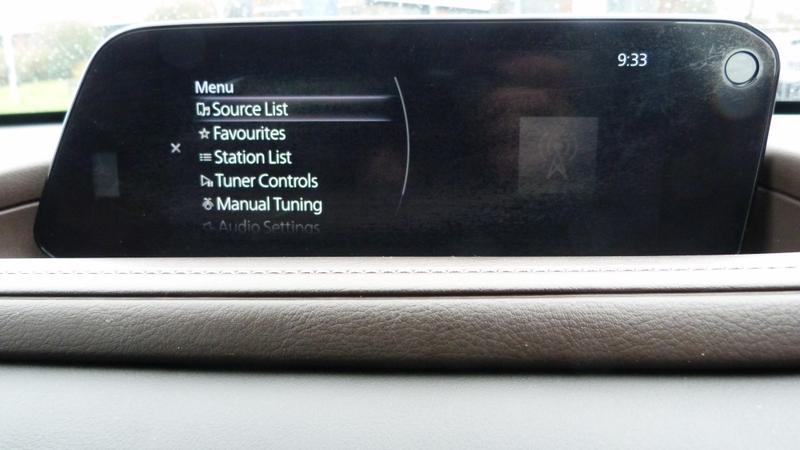 9:33
Menu
Source List
Favourites
Station List
Tuner Controls
Manual Tuning
Audio Settings